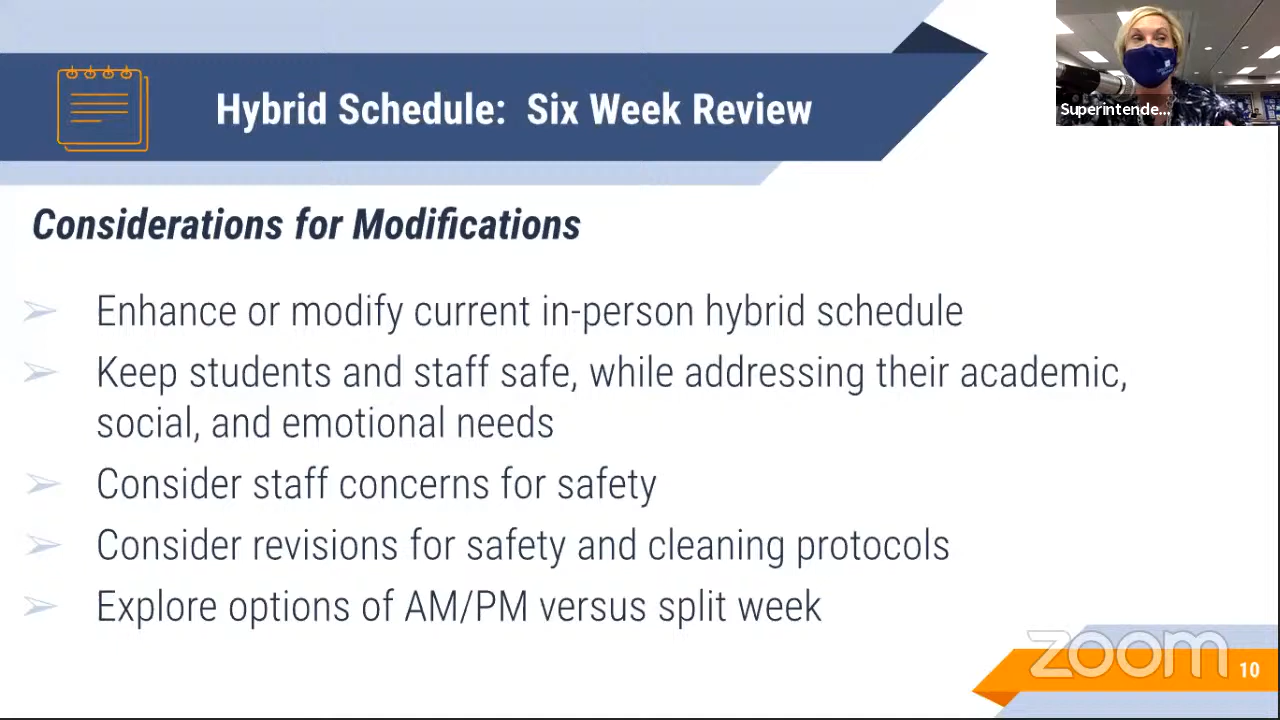 Hybrid Schedule: Six Week Review
Superintende...
Considerations for Modifications
➢ Enhance or modify current in-person hybrid schedule
➢ Keep students and staff safe, while addressing their academic,
social, and emotional needs
➢ Consider staff concerns for safety
➢ Consider revisions for safety and cleaning protocols
➢ Explore options of AM/PM versus split week
zoom
10